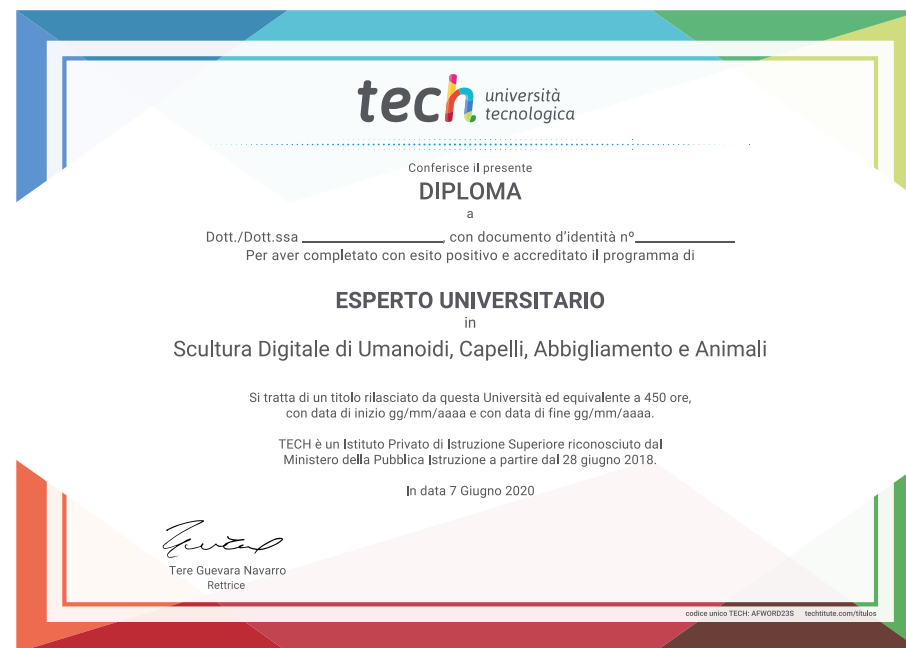 tech università
tecnologica
Conferisce il presente
DIPLOMA
a
Dott./Dott.ssa ______________, con documento d'identità nº__________
Per aver completato con esito positivo e accreditato il programma di
ESPERTO UNIVERSITARIO
in
Scultura Digitale di Umanoidi, Capelli, Abbigliamento e Animali
Si tratta di un titolo rilasciato da questa Università ed equivalente a 450 ore,
con data di inizio gg/mm/aaaa e con data di fine gg/mm/aaaa.
TECH è un Istituto Privato di Istruzione Superiore riconosciuto dal
Ministero della Pubblica Istruzione a partire dal 28 giugno 2018.
In data 7 Giugno 2020
Tere Guevara Navarro
Rettrice
codice unico TECH: AFWORD23S techtitute.com/títulos